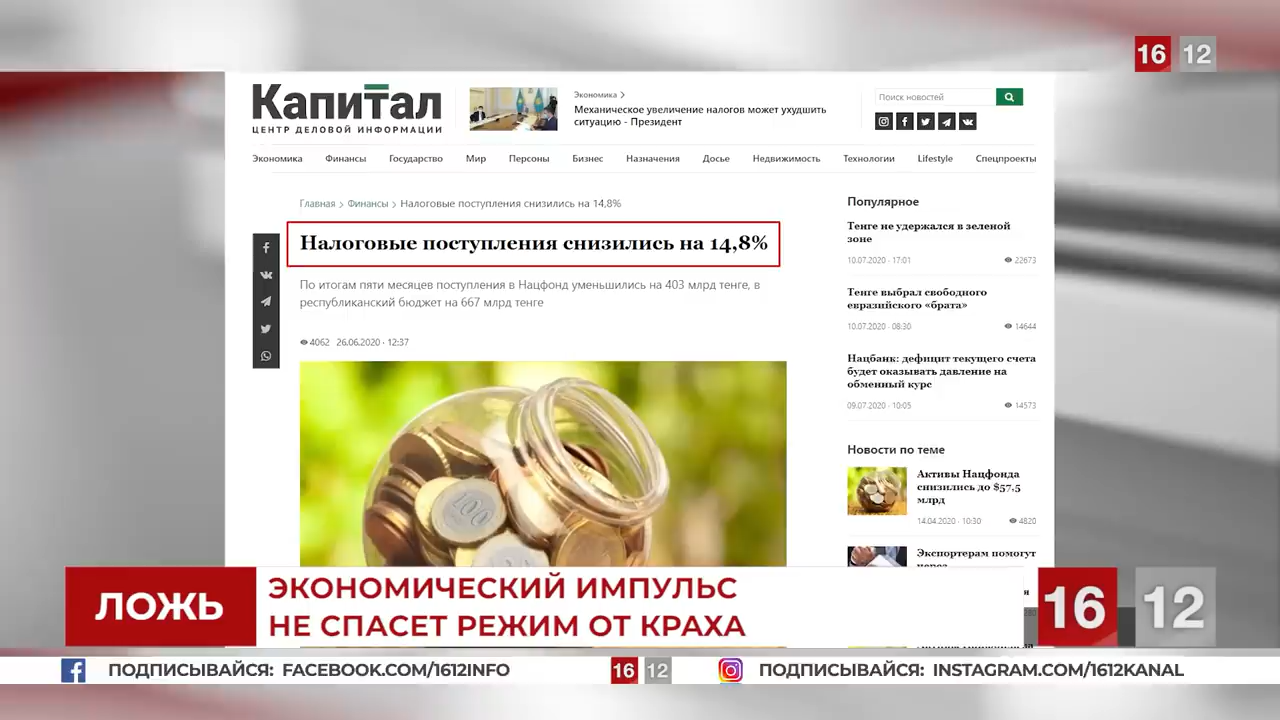 16 12
Капитал
ЦЕНТР ДЕЛОВОЙ ИНФОРМАЦИИ
Экономика
Механическое увеличение налогов может ухудшить
ситуацию - Президент
Поиск новостей
Экономика Финансы Государство Мир Персоны Бизнес Назначения Досье Недвижимость Технологии Lifestyle Спецпроекты
Главная > Финансы > Налоговые поступления снизились на 14,8%
Налоговые поступления снизились на 14,8%
По итогам пяти месяцев поступления в Нацфонд уменьшились на 403 млрд тенге, в
республиканский бюджет на 667 млрд тенге
4062 26.06.2020 · 12:37
100
Популярное
Тенге не удержался в зеленой
зоне
10.07.2020 · 17:01 22673
Тенге выбрал свободного
евразийского «брата»
10.07.2020 · 08:30 14644
Нацбанк: дефицит текущего счета
будет оказывать давление на
обменный курс
09.07.2020 · 10:05 14573
Новости по теме
Активы Нацфонда
снизились до $57,5
млрд
14.04.2020 · 10:30 4820
Экспортерам помогут
через
ЛОЖЬ
ЭКОНОМИЧЕСКИЙ ИМПУЛЬС
НЕ СПАСЕТ РЕЖИМ ОТ КРАХА
16 12
ПОДПИСЫВАЙСЯ: FACEBOOK.COM/1612INFO
16 12
ПОДПИСЫВАЙСЯ: INSTAGRAM.COM/1612KANAL